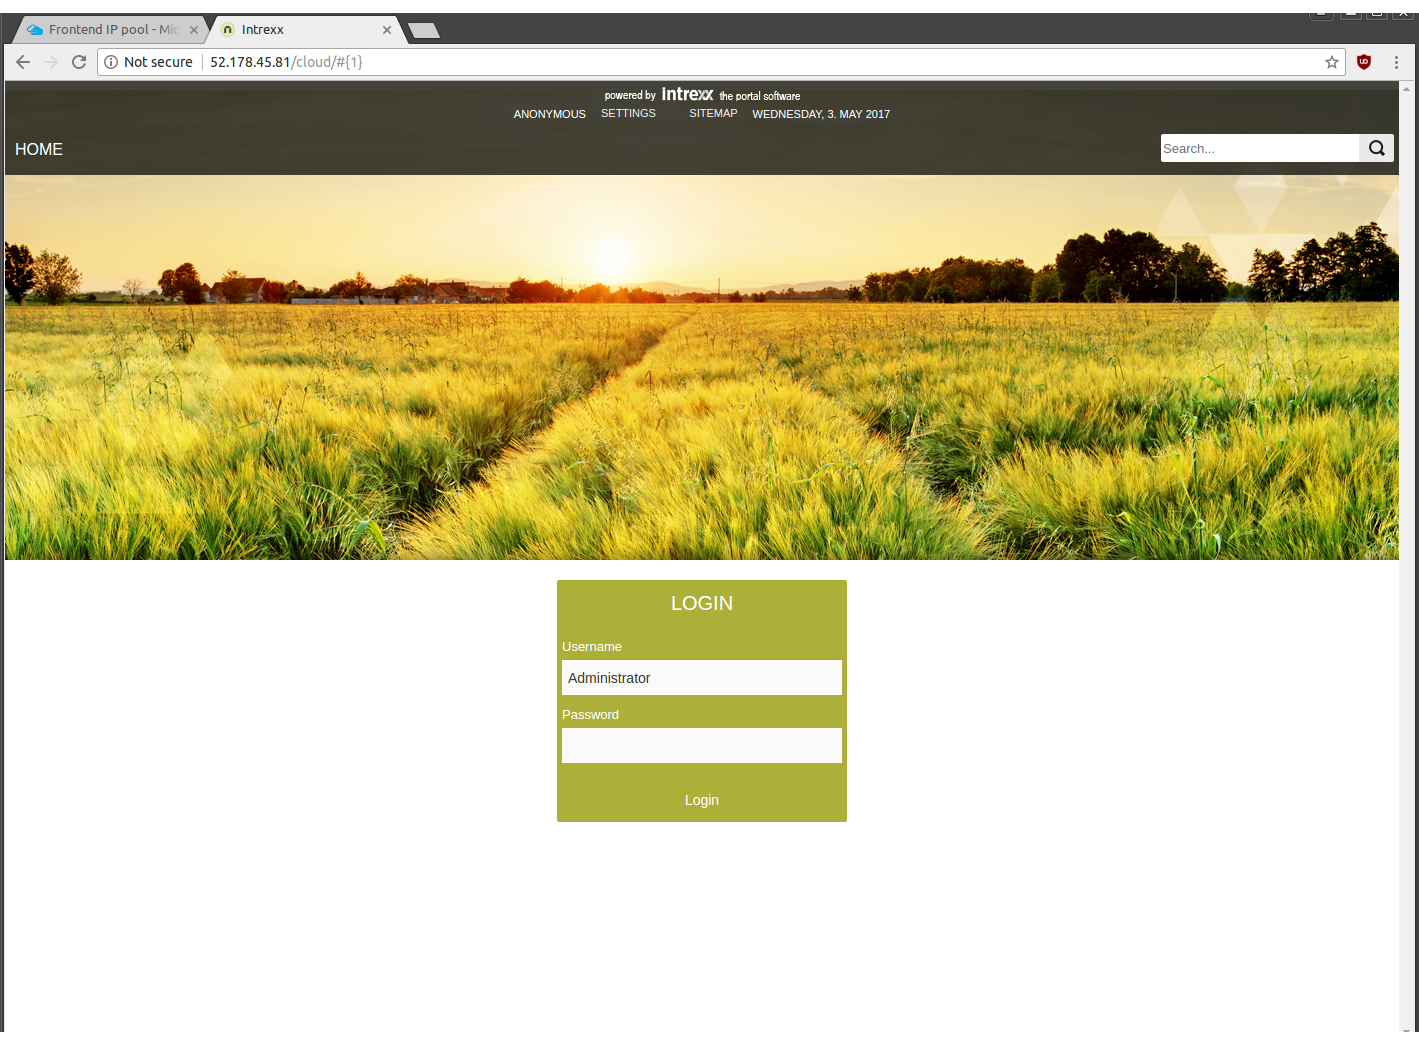 Frontend IP pool - Mic
Intrexx
Not secure
52.178.45.81/cloud/#{1}
powered by intrexx the portal software
ANONYMOUS SETTINGS SITEMAP WEDNESDAY, 3. MAY 2017
HOME
Search...
LOGIN
Username
Administrator
Password
Login